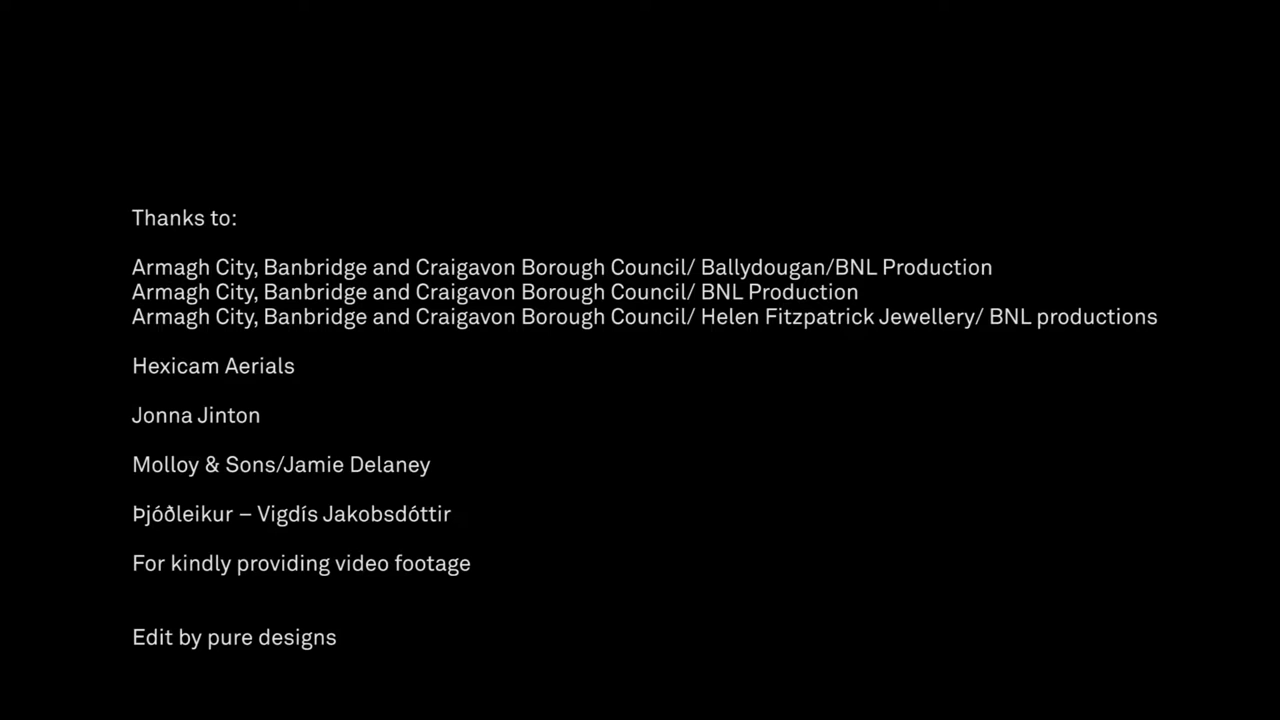 Thanks to:
Armagh City, Banbridge and Craigavon Borough Council/ Ballydougan/BNL Production
Armagh City, Banbridge and Craigavon Borough Council/ BNL Production
Armagh City, Banbridge and Craigavon Borough Council/ Helen Fitzpatrick Jewellery/ BNL productions
Hexicam Aerials
Jonna Jinton
Molloy & Sons/Jamie Delaney
Þjóðleikur – Vigdís Jakobsdóttir
For kindly providing video footage
Edit by pure designs